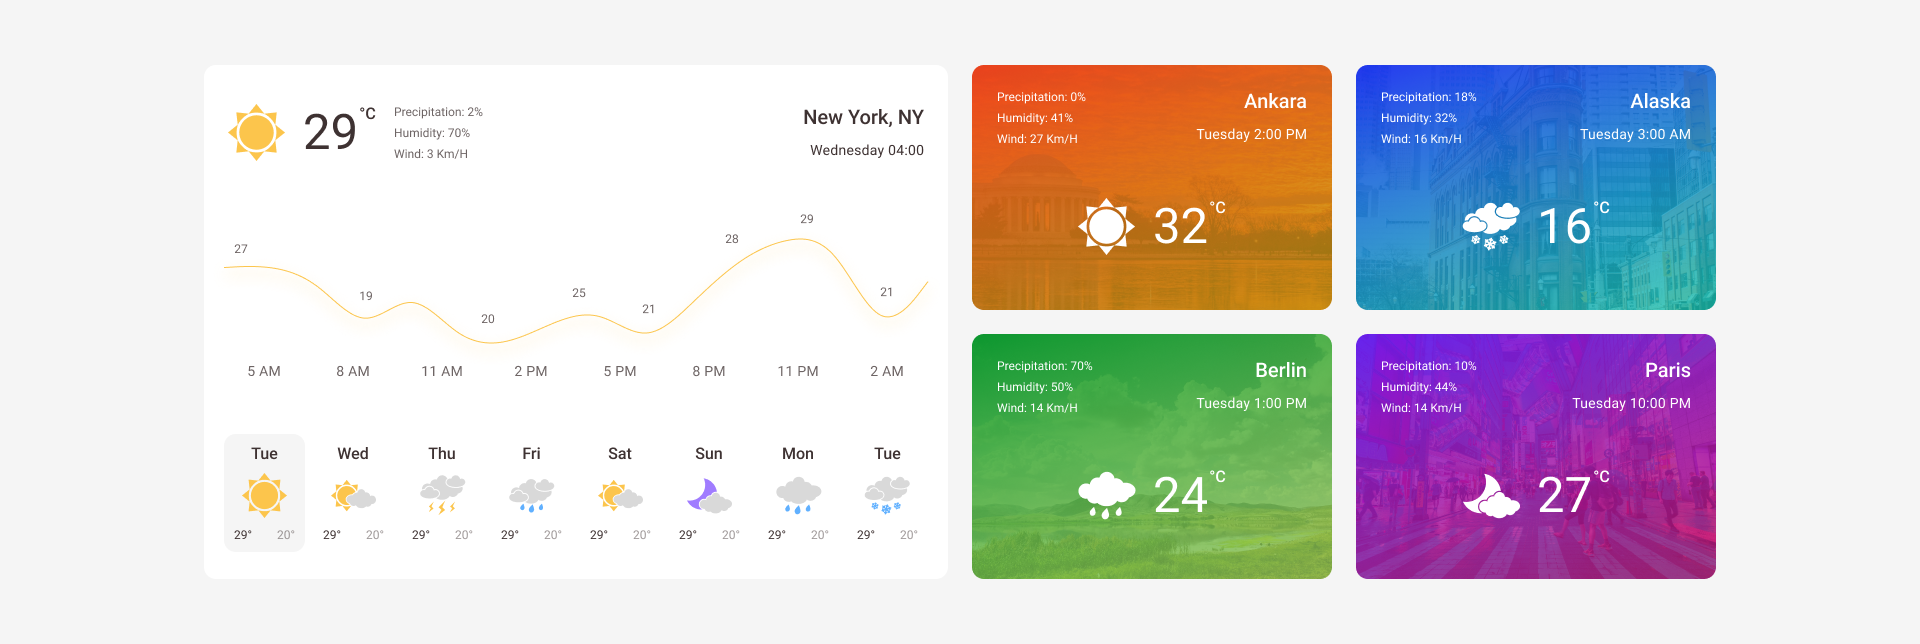 29°C
Precipitation: 2%
Humidity: 70%
Wind: 3 Km/H
New York, NY
Wednesday 04:00
27
19
20
25
21
28
29
21
5 AM 8 AM 11 AM 2 PM 5 PM 8 PM 11 PM 2 AM
Tue Wed Thu Fri Sat Sun Mon Tue
29° 20° 29° 20° 29° 20° 29° 20° 29° 20° 29° 20° 29° 20° 29° 20°
Precipitation: 0%
Humidity: 41%
Wind: 27 Km/H
Ankara
Tuesday 2:00 PM
32°C
Precipitation: 18%
Humidity: 32%
Wind: 16 Km/H
Alaska
Tuesday 3:00 AM
16°C
Precipitation: 70%
Humidity: 50%
Wind: 14 Km/H
Berlin
Tuesday 1:00 PM
24°C
Precipitation: 10%
Humidity: 44%
Wind: 14 Km/H
Paris
Tuesday 10:00 PM
27°C